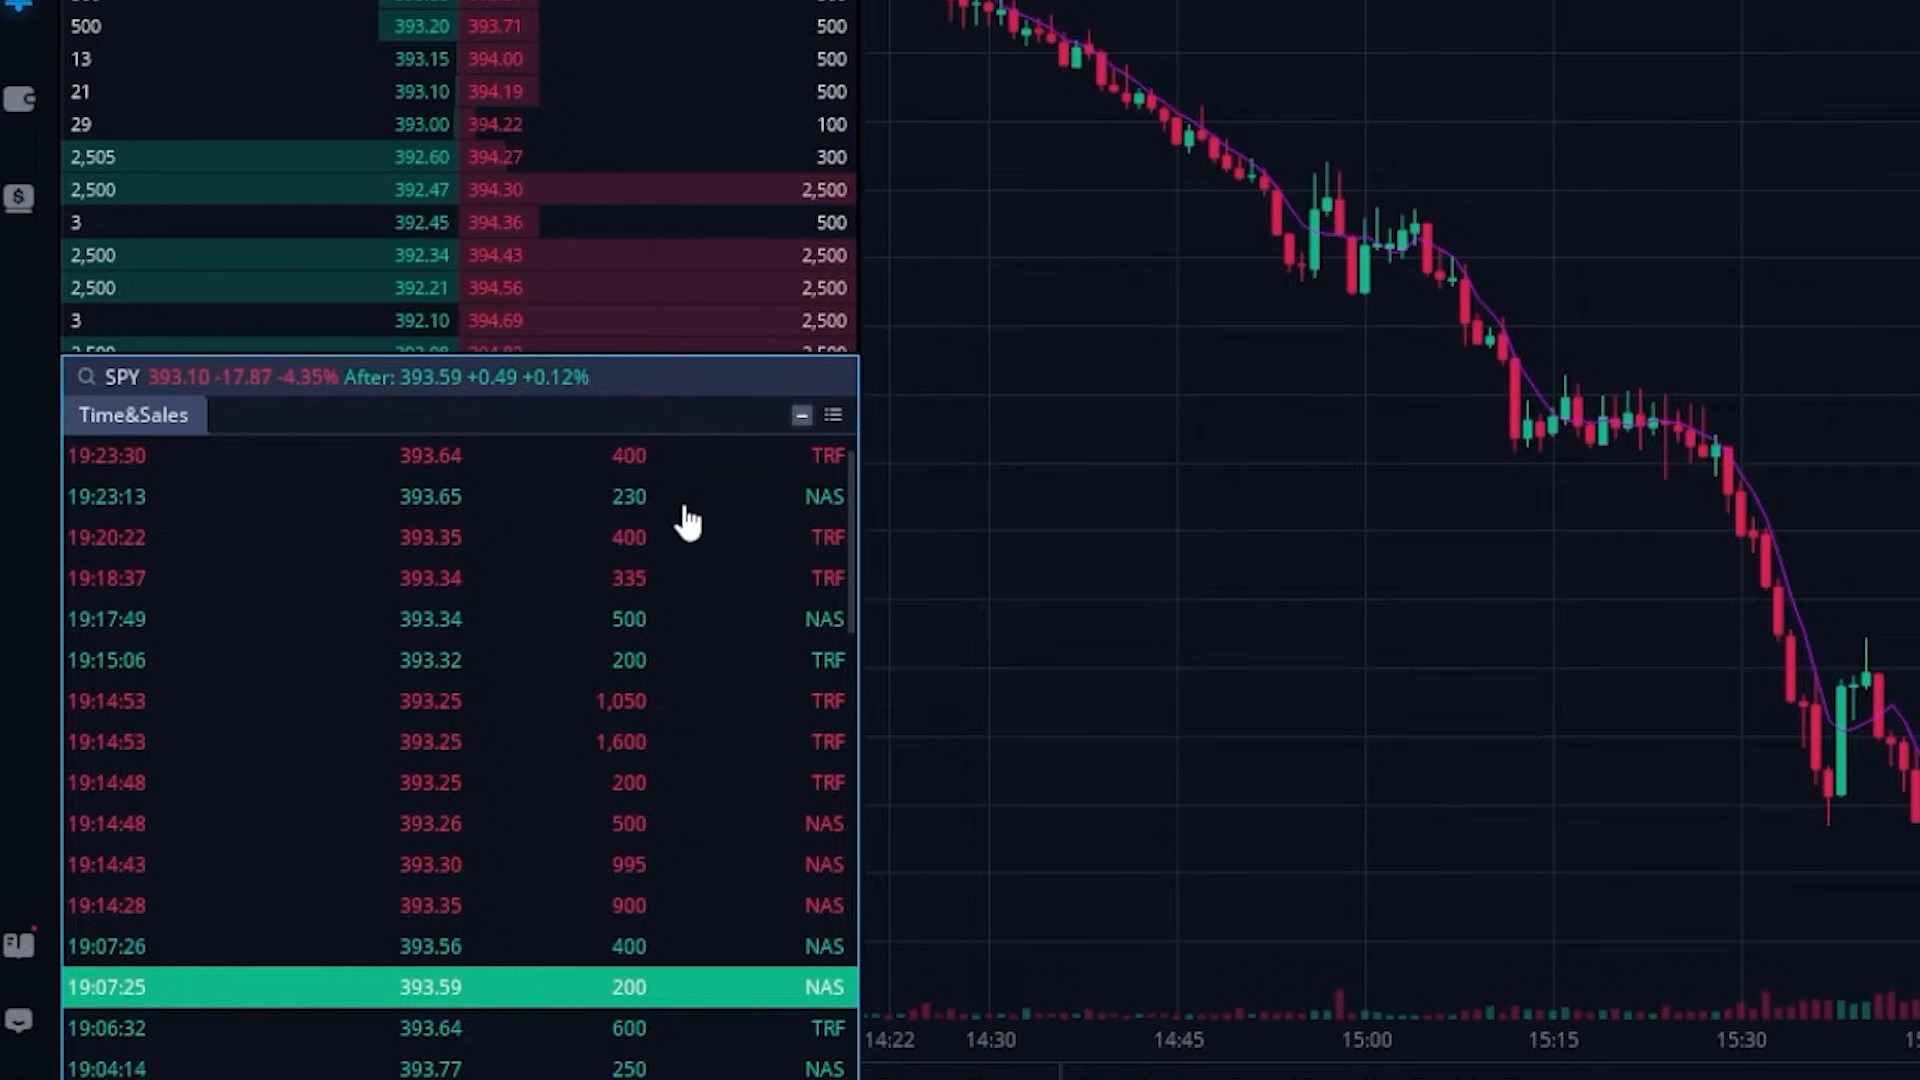 500 393.20 393.71 500
13 393.15 394.00 500
21 393.10 394.19 500
29 393.00 394.22 100
2,505 392.60 394.27 300
2,500 392.47 394.30 2,500
3 392.45 394.36 500
2,500 392.34 394.43 2,500
2,500 392.21 394.56 2,500
3 392.10 394.69 2,500
SPY 393.10 -17.87 -4.35% After: 393.59 +0.49 +0.12%
Time&Sales
19:23:30 393.64 400 TRF
19:23:13 393.65 230 NAS
19:20:22 393.35 400 TRF
19:18:37 393.34 335 TRF
19:17:49 393.34 500 NAS
19:15:06 393.32 200 TRF
19:14:53 393.25 1,050 TRF
19:14:53 393.25 1,600 TRF
19:14:48 393.25 200 TRF
19:14:48 393.26 500 NAS
19:14:43 393.30 995 NAS
19:14:28 393.35 900 NAS
19:07:26 393.56 400 NAS
19:07:25 393.59 200 NAS
19:06:32 393.64 600 TRF
19:04:14 393.77 250 NAS
14:22 14:30 14:45 15:00 15:15 15:30